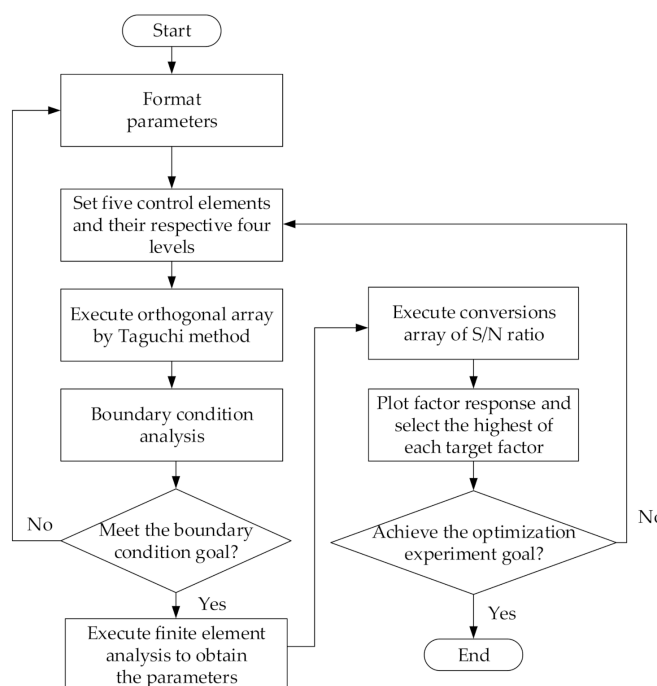 Start
Format
parameters
Set five control elements
and their respective four
levels
Execute orthogonal array
by Taguchi method
Boundary condition
analysis
Meet the boundary
condition goal?
No
Yes
Execute finite element
analysis to obtain
the parameters
Execute conversions
array of S/N ratio
Plot factor response and
select the highest of
each target factor
Achieve the optimization
experiment goal?
No
Yes
End